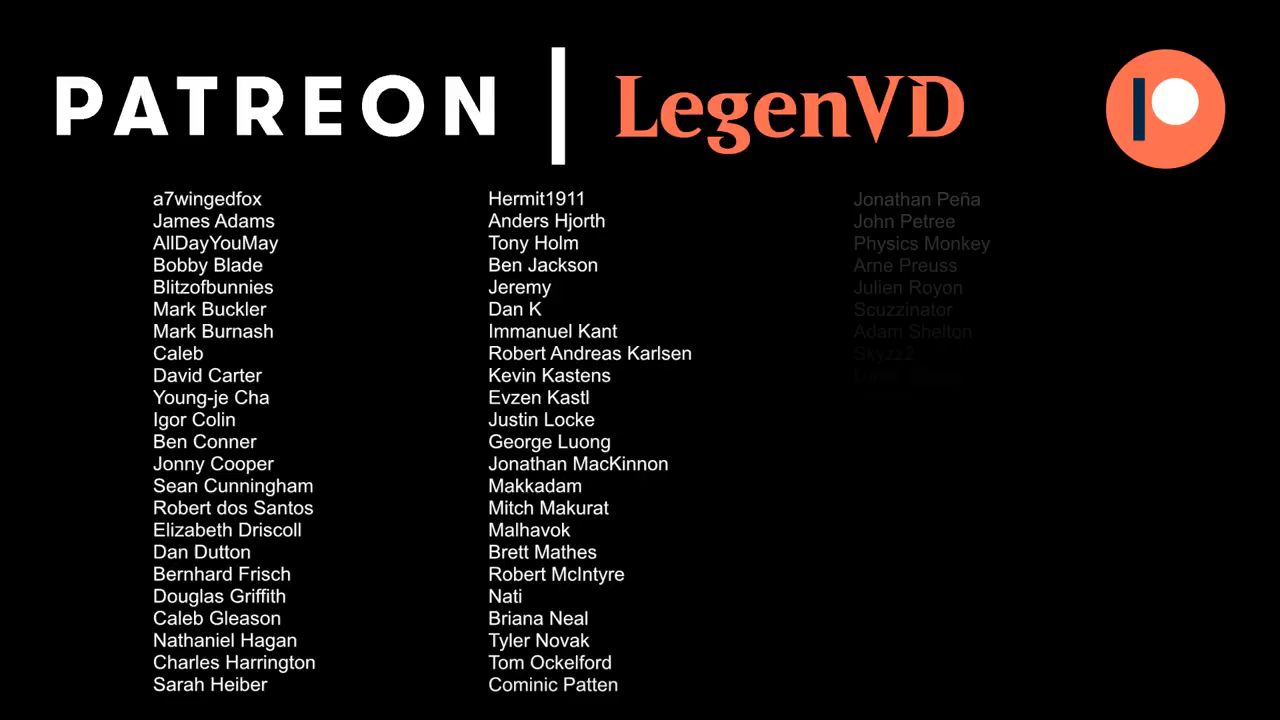 PATREON | LegenVD
a7wingedfox
James Adams
AllDayYouMay
Bobby Blade
Blitzofbunnies
Mark Buckler
Mark Burnash
Caleb
David Carter
Young-je Cha
Igor Colin
Ben Conner
Jonny Cooper
Sean Cunningham
Robert dos Santos
Elizabeth Driscoll
Dan Dutton
Bernhard Frisch
Douglas Griffith
Caleb Gleason
Nathaniel Hagan
Charles Harrington
Sarah Heiber
Hermit1911
Anders Hjorth
Tony Holm
Ben Jackson
Jeremy
Dan K
Immanuel Kant
Robert Andreas Karlsen
Kevin Kastens
Evzen Kastl
Justin Locke
George Luong
Jonathan MacKinnon
Makkadam
Mitch Makurat
Malhavok
Brett Mathes
Robert McIntyre
Nati
Briana Neal
Tyler Novak
Tom Ockelford
Cominic Patten
Jonathan Peña
John Petree
Physics Monkey
Arne Preuss
Julien Royon
Scuzzinator
Adam Shelton